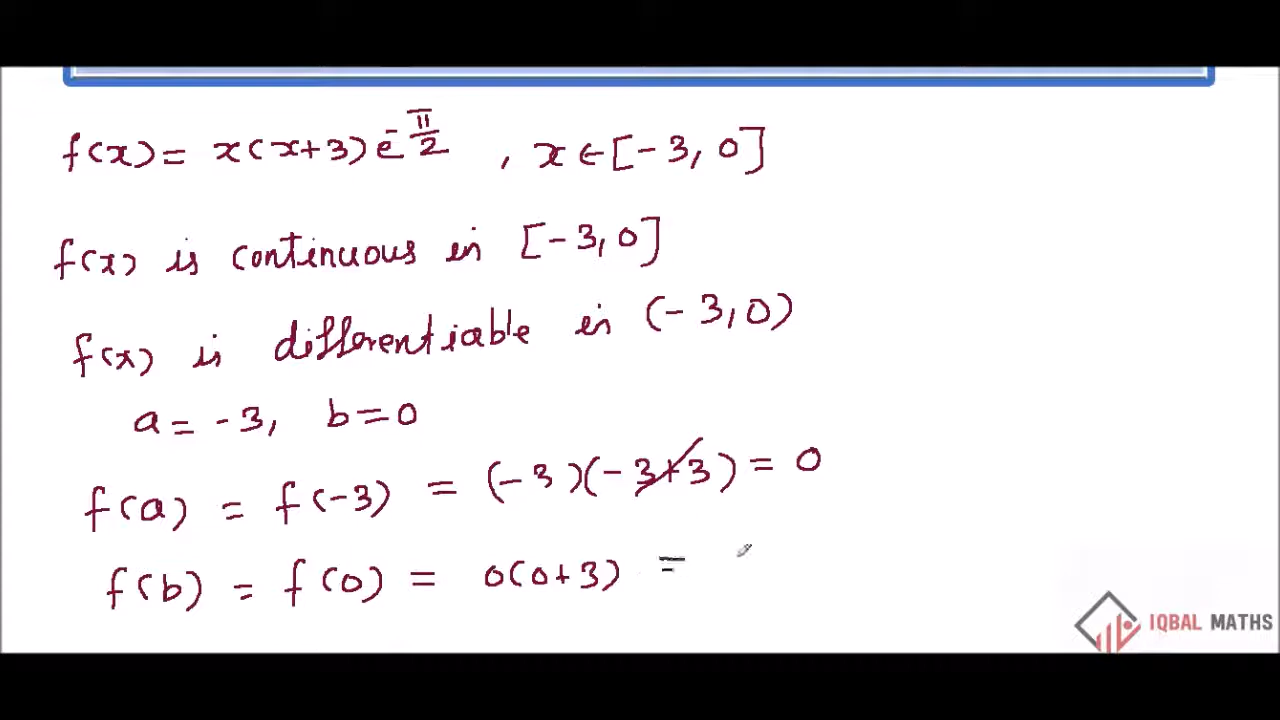 f(x) = x(x+3)e^{-π/2} , x ∈ [-3, 0]
f(x) is continuous in [-3, 0]
f(x) is differentiable in (-3, 0)
a = -3, b = 0
f(a) = f(-3) = (-3)(-3+3) = 0
f(b) = f(0) = 0(0+3) =
IQBAL MATHS